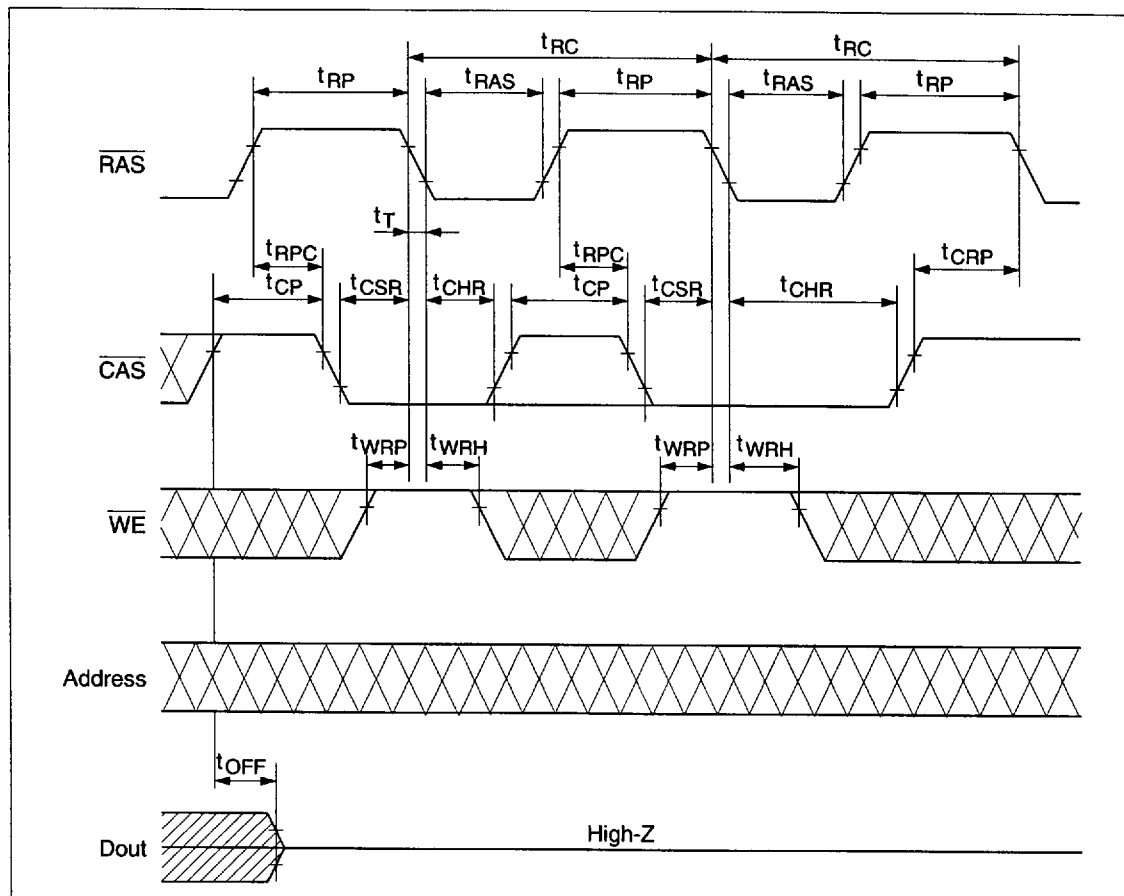 tRC tRC
tRP tRAS tRP tRAS tRP
RAS
tT
tRPC tRPC tCRP
tCP tCSR tCHR tCP tCSR tCHR
CAS
tWRP tWRH tWRP tWRH
WE
Address
tOFF
High-Z
Dout